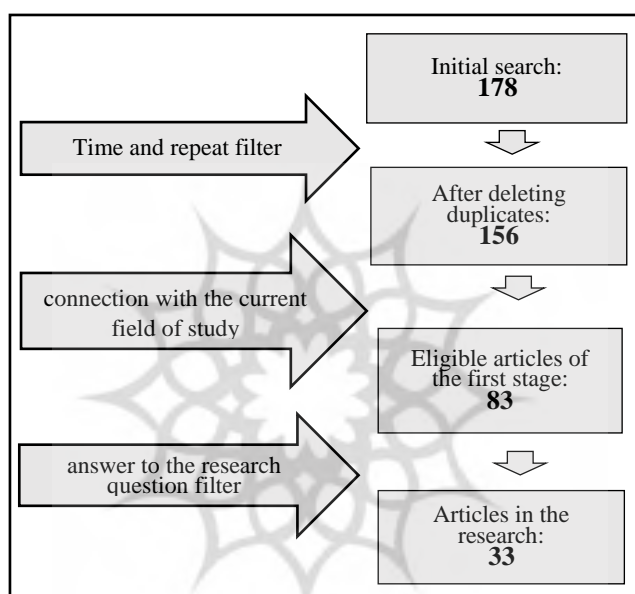 Initial search:
178
Time and repeat filter
After deleting
duplicates:
156
connection with the current
field of study
Eligible articles of
the first stage:
83
answer to the research
question filter
Articles in the
research:
33